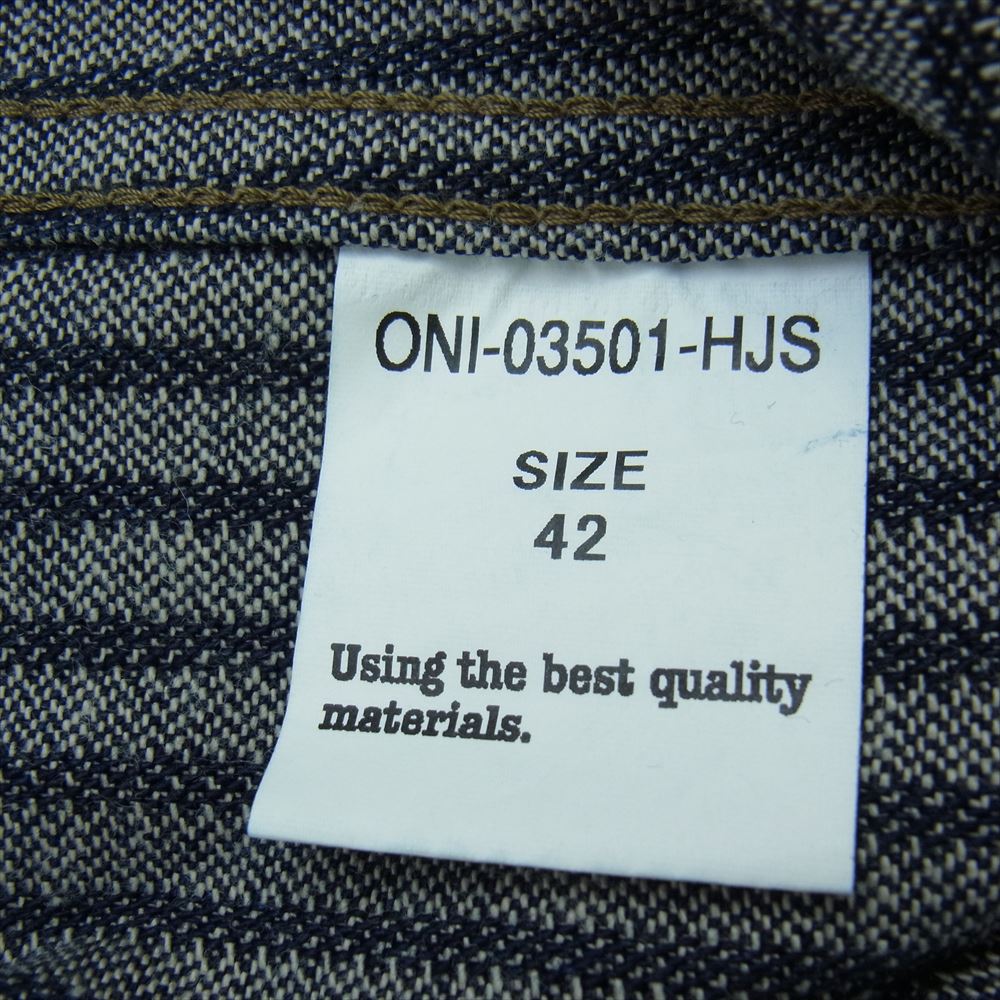 ONI-03501-HJS
SIZE
42
Using the best quality
materials.